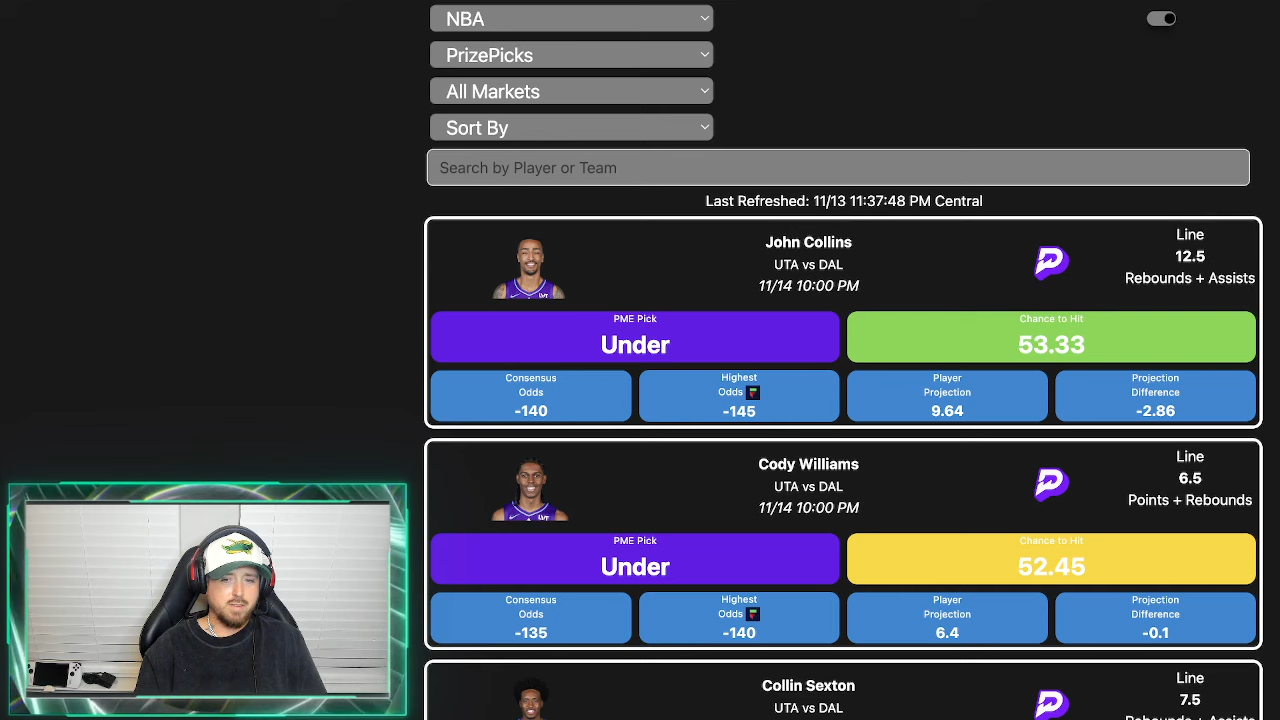 NBA
PrizePicks
All Markets
Sort By
Search by Player or Team
Last Refreshed: 11/13 11:37:48 PM Central
John Collins
UTA vs DAL
11/14 10:00 PM
Line
12.5
Rebounds + Assists
PME Pick
Under
Chance to Hit
53.33
Consensus
Odds
-140
Highest
Odds
-145
Player
Projection
9.64
Projection
Difference
-2.86
Cody Williams
UTA vs DAL
11/14 10:00 PM
Line
6.5
Points + Rebounds
PME Pick
Under
Chance to Hit
52.45
Consensus
Odds
-135
Highest
Odds
-140
Player
Projection
6.4
Projection
Difference
-0.1
Collin Sexton
UTA vs DAL
Line
7.5
Rebounds + Assists